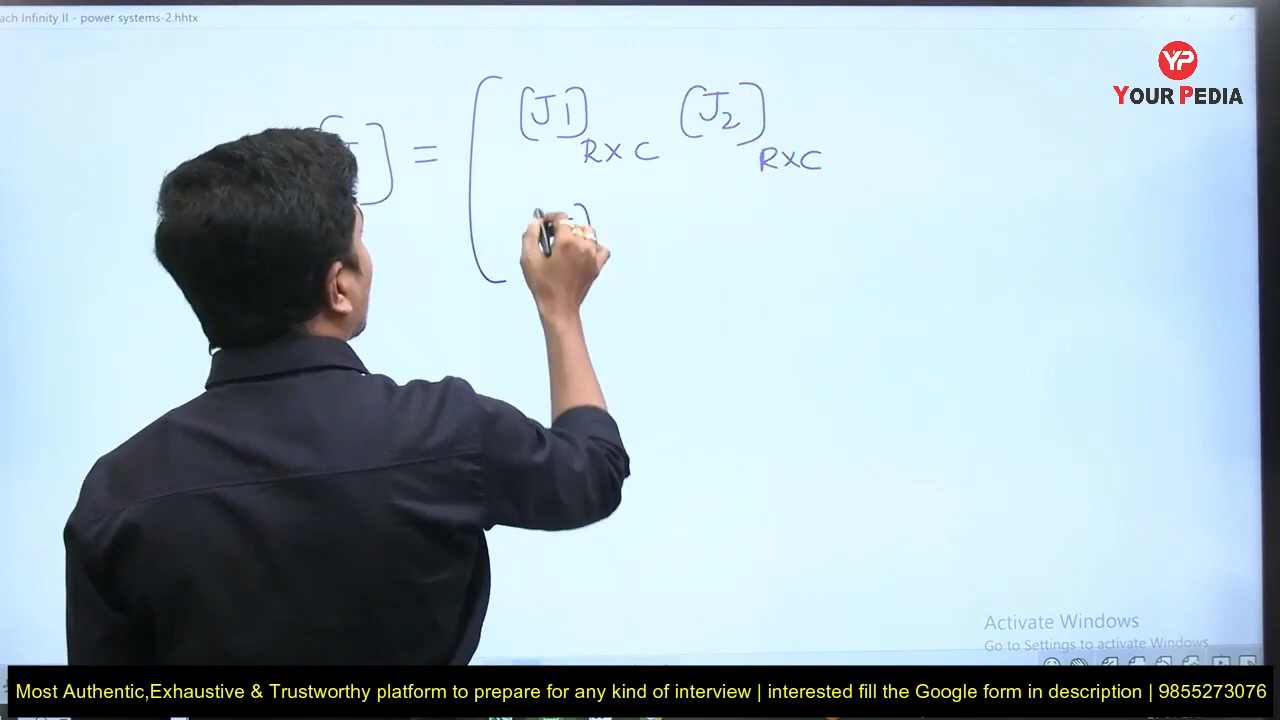 ach Infinity II - power systems-2.hhtx
YP
YOUR PEDIA
= [J1] R×C [J2] R×C
Activate Windows
Go to Settings to activate Windows.
Most Authentic,Exhaustive & Trustworthy platform to prepare for any kind of interview | interested fill the Google form in description | 9855273076